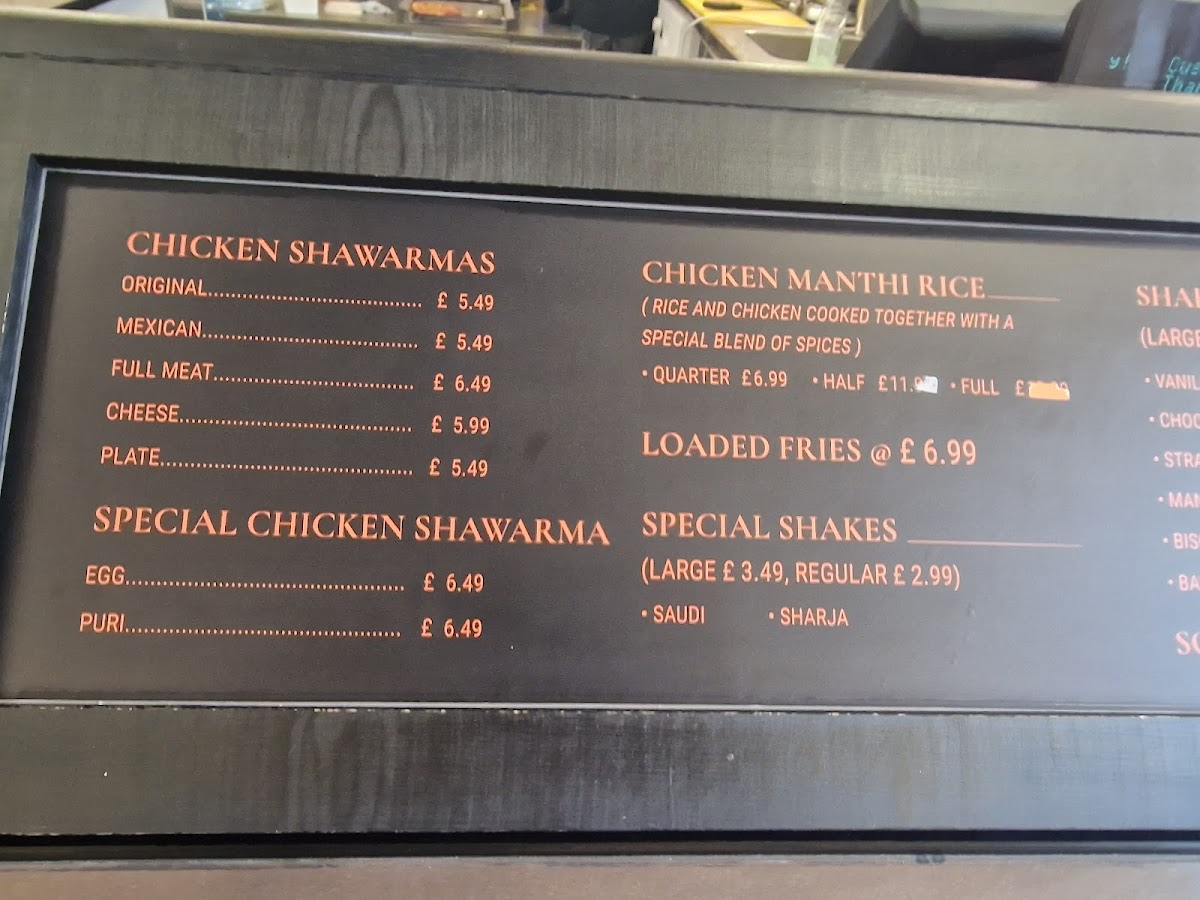 CHICKEN SHAWARMAS
ORIGINAL............................ £ 5.49
MEXICAN............................ £ 5.49
FULL MEAT.......................... £ 6.49
CHEESE.............................. £ 5.99
PLATE................................ £ 5.49
SPECIAL CHICKEN SHAWARMA
EGG.................................... £ 6.49
PURI.................................... £ 6.49
CHICKEN MANTHI RICE
( RICE AND CHICKEN COOKED TOGETHER WITH A
SPECIAL BLEND OF SPICES )
• QUARTER £6.99 • HALF £11. • FULL £
LOADED FRIES @ £ 6.99
SPECIAL SHAKES
(LARGE £ 3.49, REGULAR £ 2.99)
• SAUDI • SHARJA
(LARGE